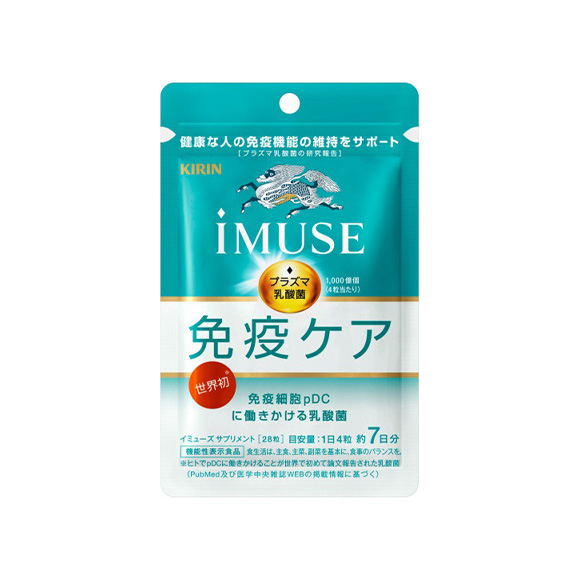 健康な人の免疫機能の維持をサポート
[プラズマ乳酸菌の研究報告]
KIRIN
iMUSE
プラズマ
乳酸菌
1,000億個
(4粒当たり)
免疫ケア
世界初※
免疫細胞pDC
に働きかける乳酸菌
イミューズ サプリメント [28粒] 目安量:1日4粒 約7日分
機能性表示食品 食生活は、主食、主菜、副菜を基本に、食事のバランスを。
※ヒトでpDCに働きかけることが世界で初めて論文報告された乳酸菌
(PubMed及び医学中央雑誌WEBの掲載情報に基づく)